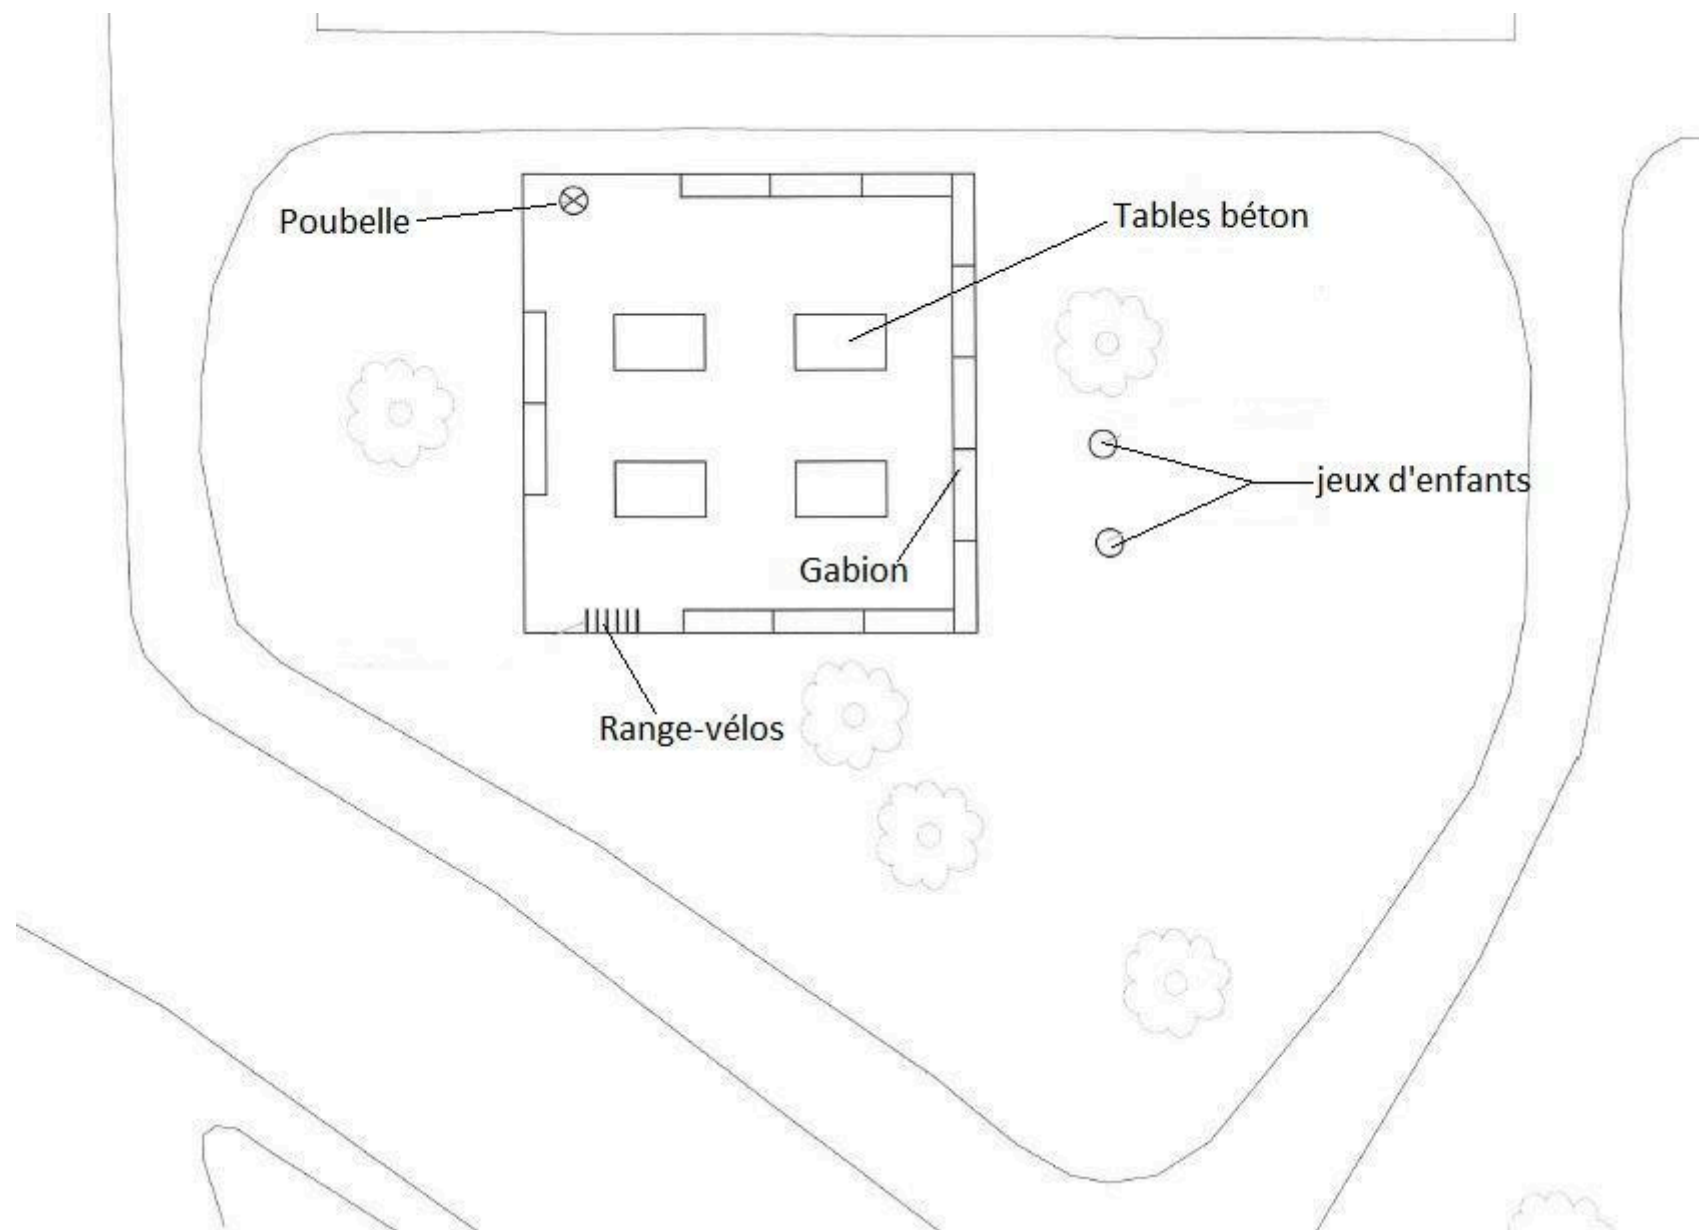 Poubelle
Tables béton
jeux d'enfants
Gabion
Range-vélos